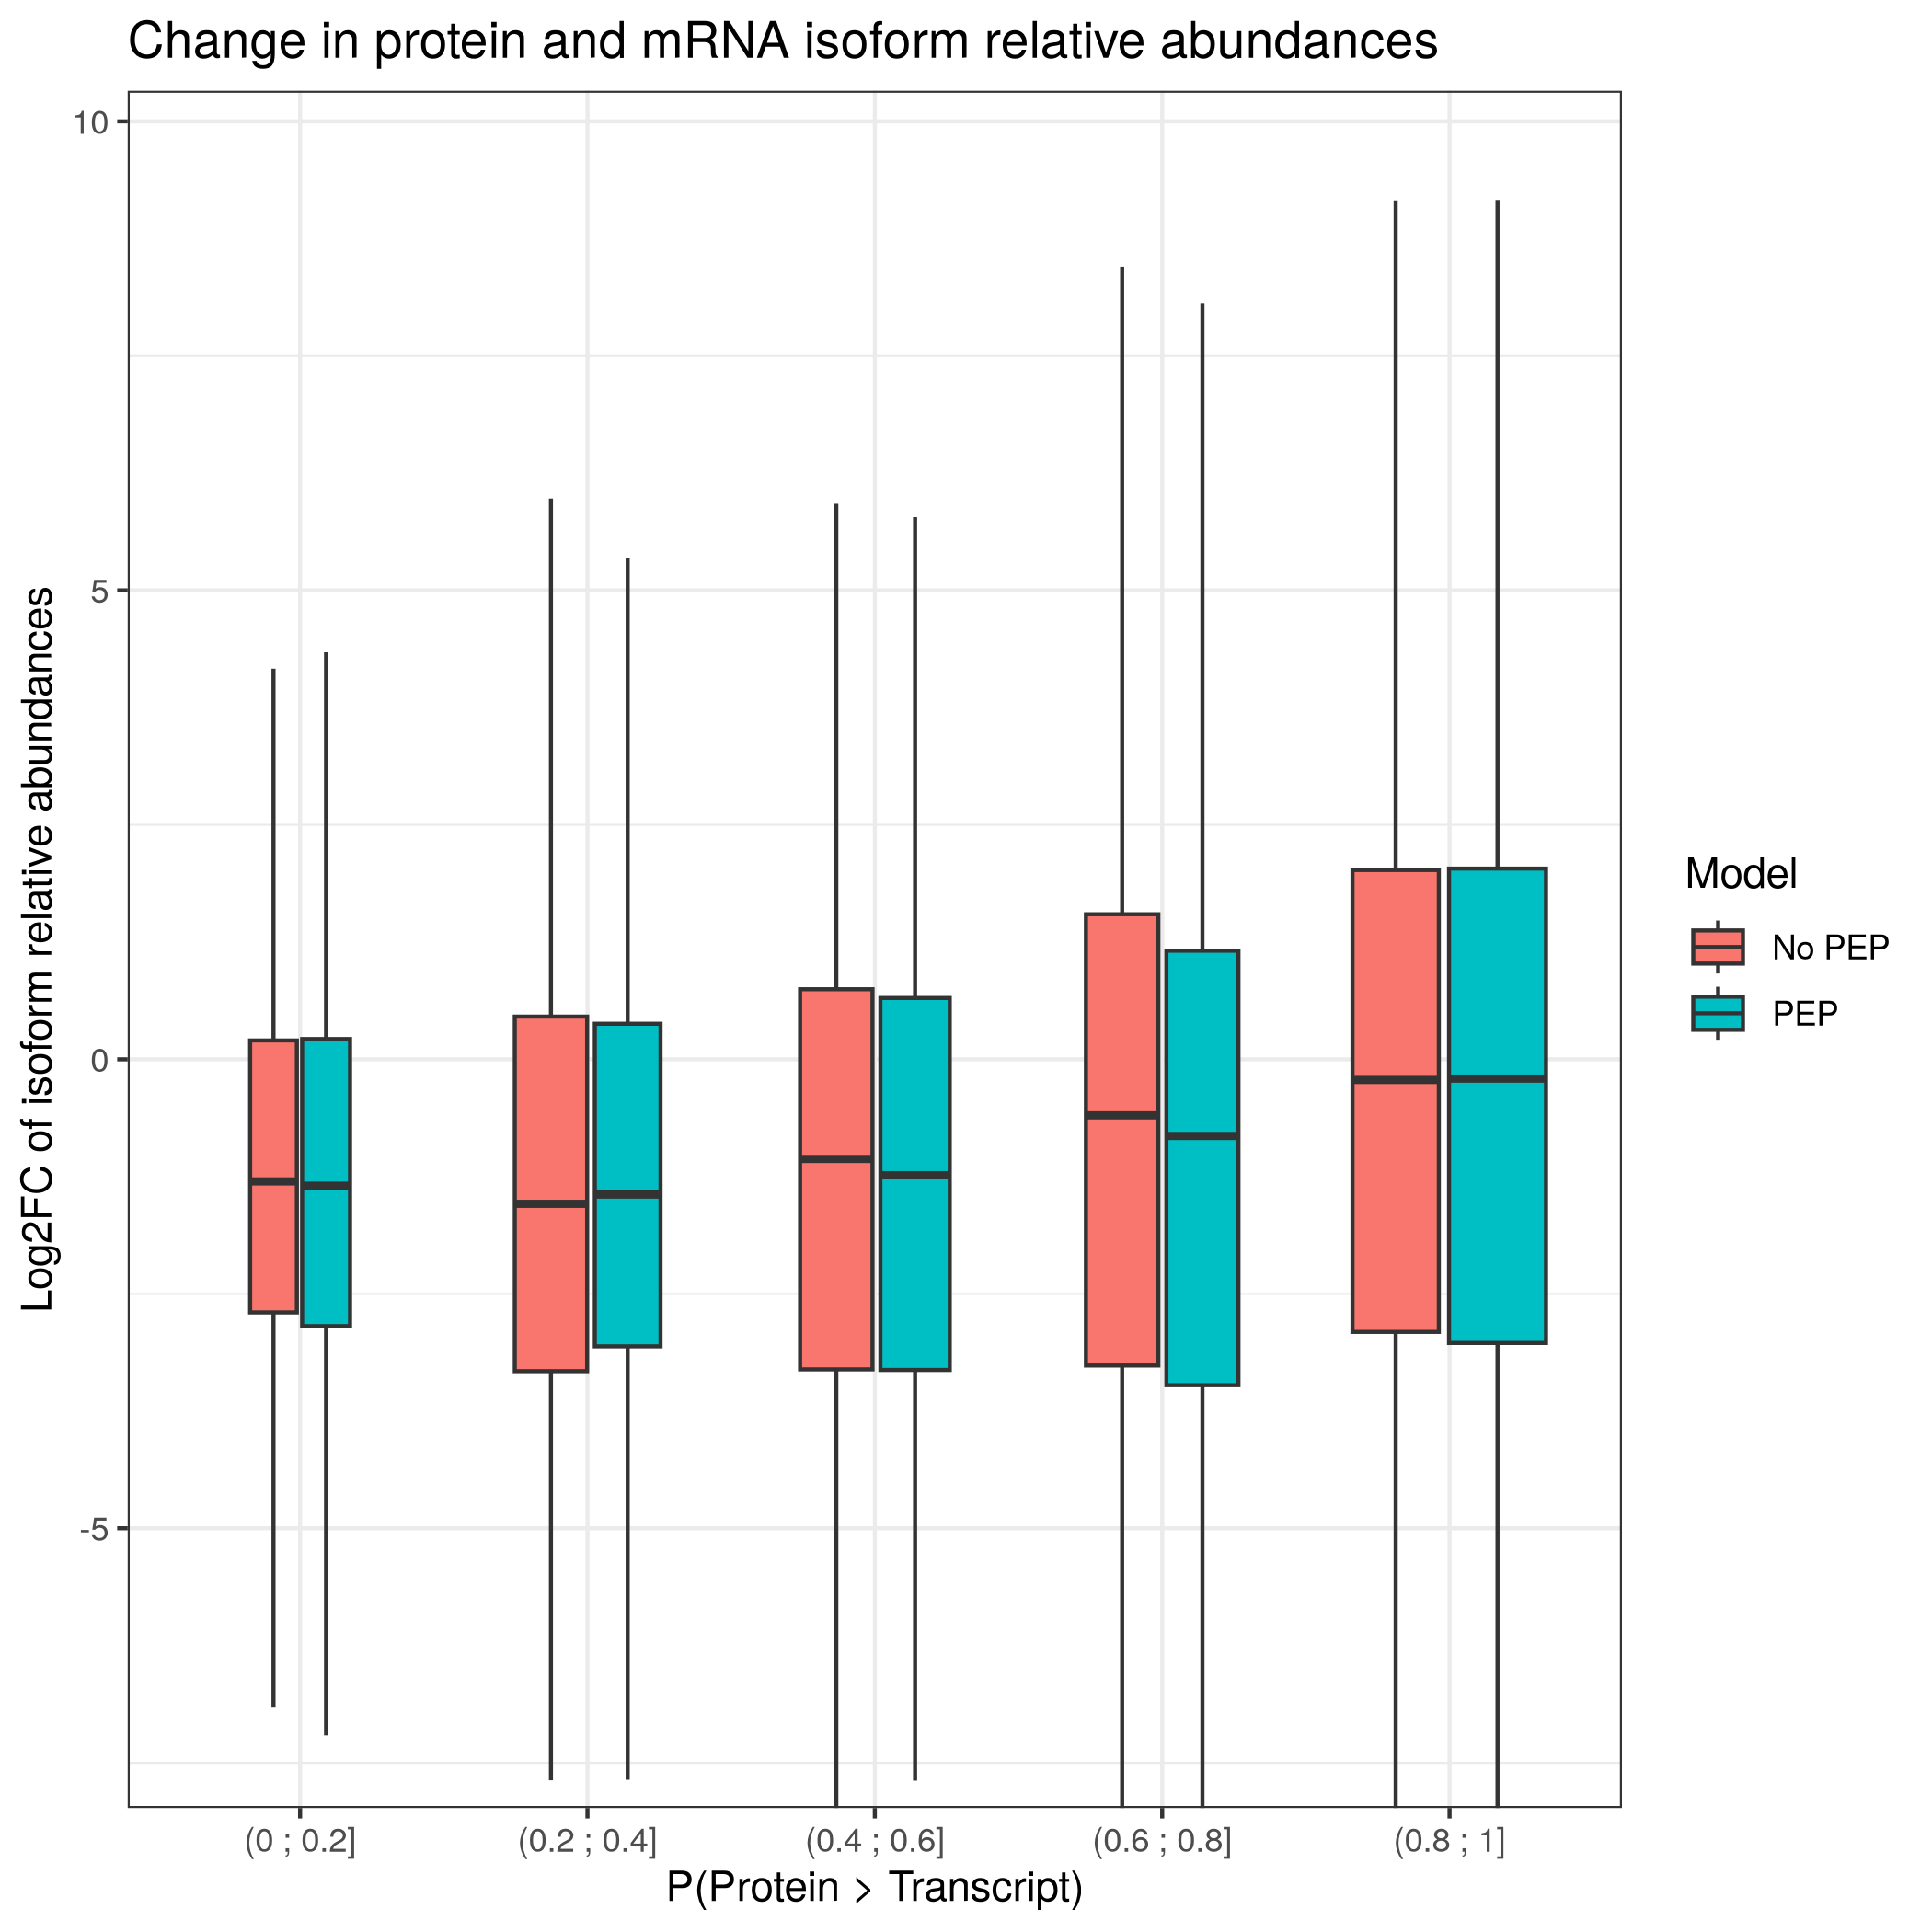 Change in protein and mRNA isoform relative abundances
Log2FC of isoform relative abundances
10
5
0
-5
(0 ; 0.2]
(0.2 ; 0.4]
(0.4 ; 0.6]
(0.6 ; 0.8]
(0.8 ; 1]
P(Protein > Transcript)
Model
No PEP
PEP